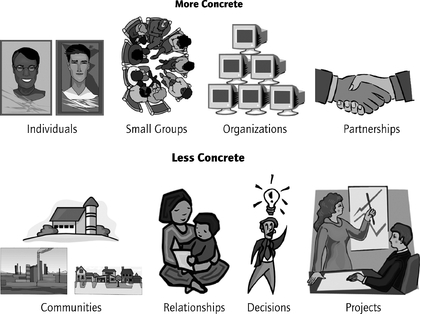 More Concrete
Individuals
Small Groups
Organizations
Partnerships
Less Concrete
Communities
Relationships
Decisions
Projects